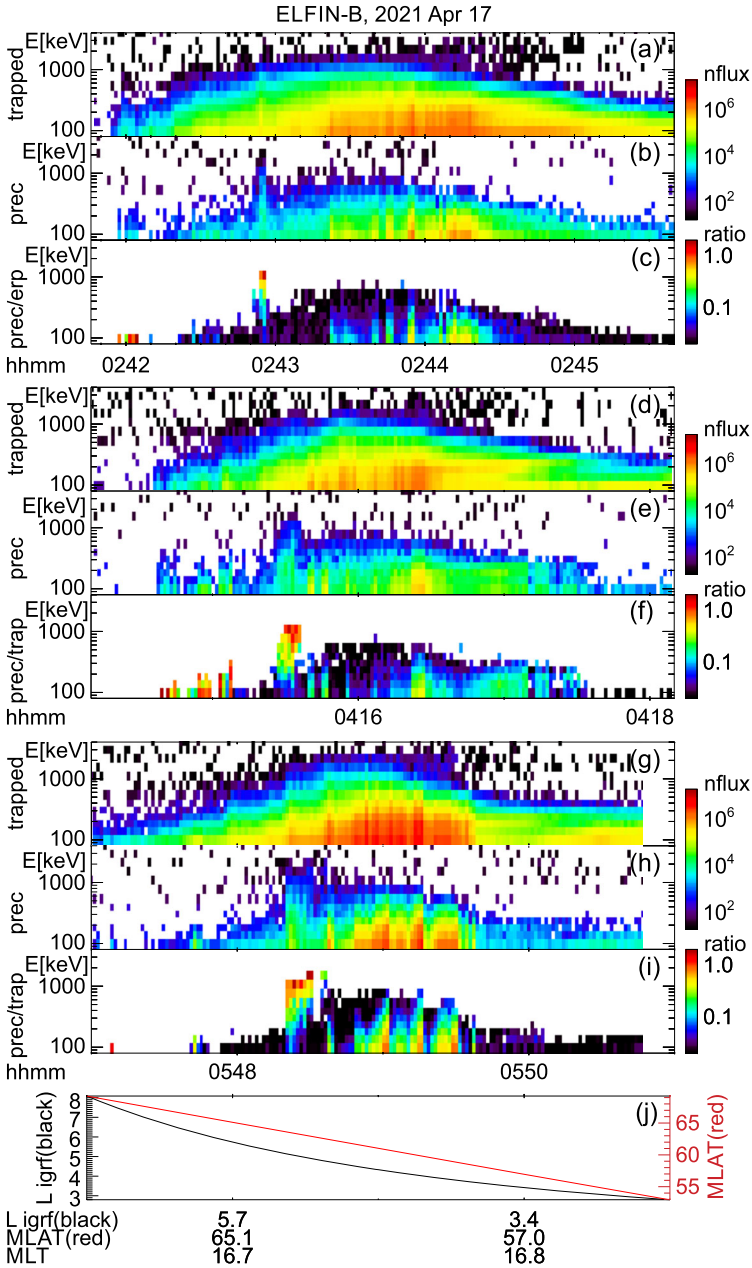 ELFIN-B, 2021 Apr 17
E[keV] (a)
trapped
1000
100
nflux
10^6
10^4
10^2
E[keV] (b)
prec
1000
100
ratio
1.0
0.1
E[keV] (c)
prec/erp
1000
100
hhmm 0242 0243 0244 0245
E[keV] (d)
trapped
1000
100
nflux
10^6
10^4
10^2
E[keV] (e)
prec
1000
100
ratio
1.0
0.1
E[keV] (f)
prec/trap
1000
100
hhmm 0416 0418
E[keV] (g)
trapped
1000
100
nflux
10^6
10^4
10^2
E[keV] (h)
prec
1000
100
ratio
1.0
0.1
E[keV] (i)
prec/trap
1000
100
hhmm 0548 0550
(j)
L igrf(black)
8
7
6
5
4
3
MLAT(red)
65
60
55
L igrf(black) 5.7 3.4
MLAT(red) 65.1 57.0
MLT 16.7 16.8